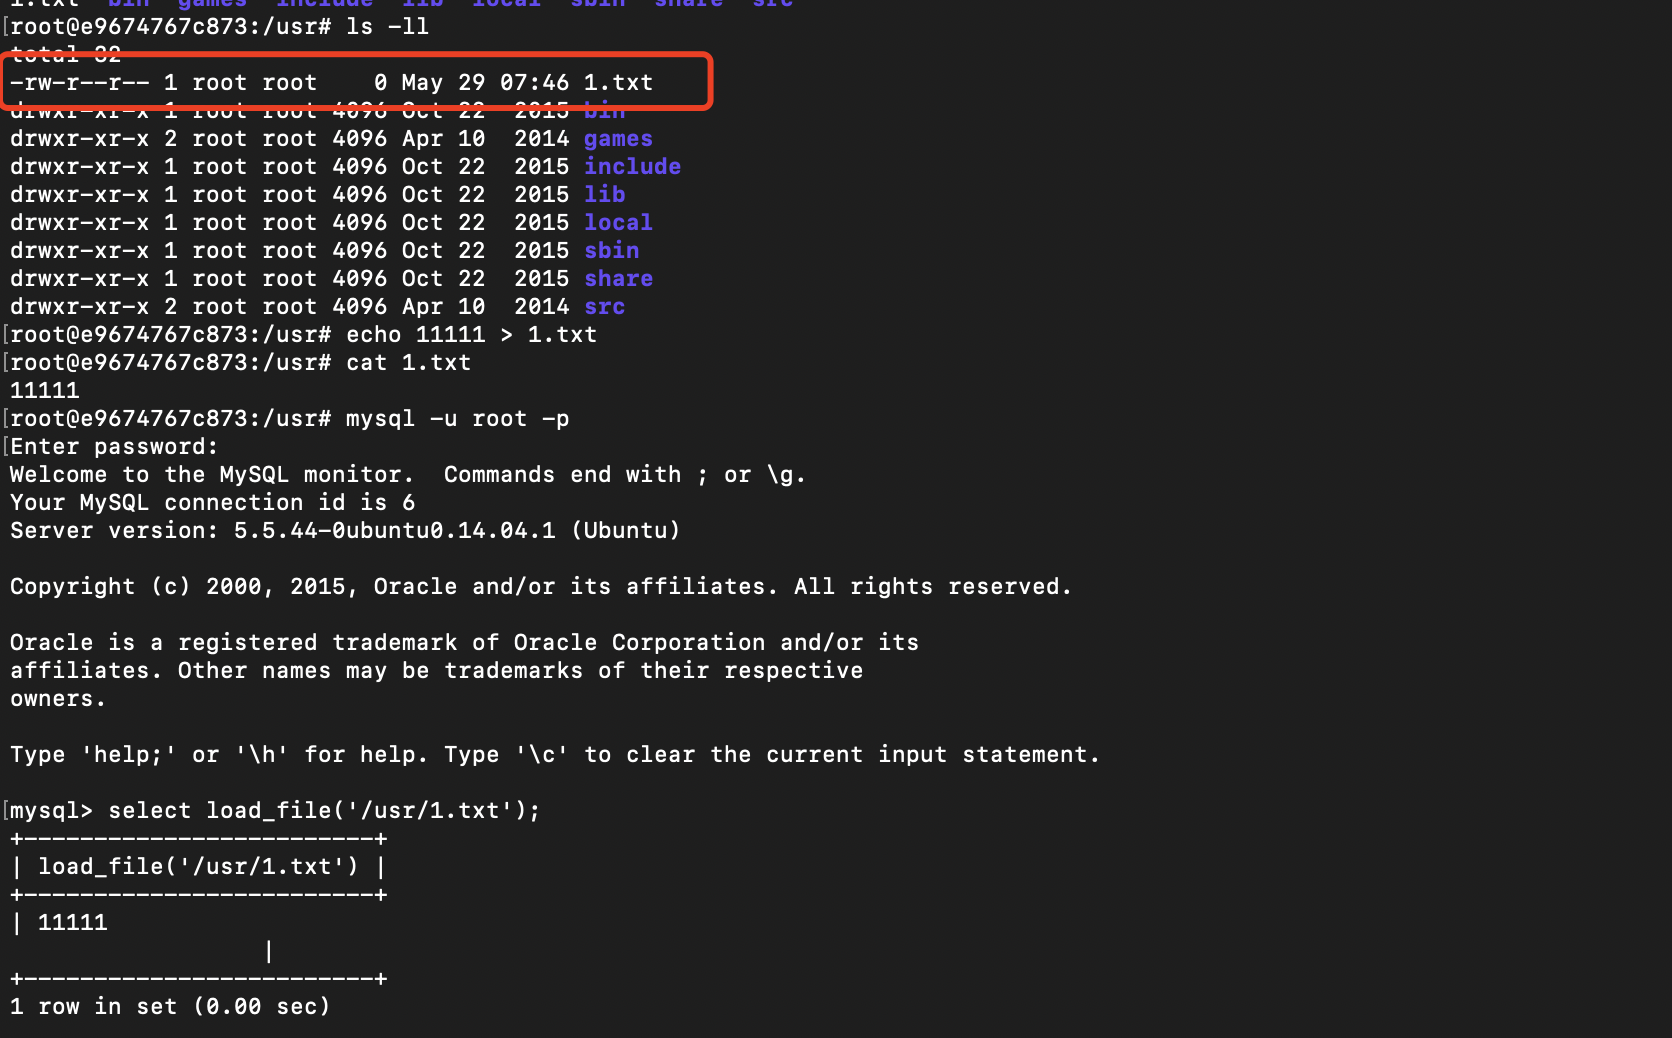 1.txt  bin  games  include  lib  local  sbin  share  src
[root@e9674767c873:/usr# ls -ll
total 32
-rw-r--r-- 1 root root    0 May 29 07:46 1.txt
drwxr-xr-x 1 root root 4096 Oct 22  2015 bin
drwxr-xr-x 2 root root 4096 Apr 10  2014 games
drwxr-xr-x 1 root root 4096 Oct 22  2015 include
drwxr-xr-x 1 root root 4096 Oct 22  2015 lib
drwxr-xr-x 1 root root 4096 Oct 22  2015 local
drwxr-xr-x 1 root root 4096 Oct 22  2015 sbin
drwxr-xr-x 1 root root 4096 Oct 22  2015 share
drwxr-xr-x 2 root root 4096 Apr 10  2014 src
[root@e9674767c873:/usr# echo 11111 > 1.txt
[root@e9674767c873:/usr# cat 1.txt
11111
[root@e9674767c873:/usr# mysql -u root -p
[Enter password:
Welcome to the MySQL monitor.  Commands end with ; or \g.
Your MySQL connection id is 6
Server version: 5.5.44-0ubuntu0.14.04.1 (Ubuntu)

Copyright (c) 2000, 2015, Oracle and/or its affiliates. All rights reserved.

Oracle is a registered trademark of Oracle Corporation and/or its
affiliates. Other names may be trademarks of their respective
owners.

Type 'help;' or '\h' for help. Type '\c' to clear the current input statement.

[mysql> select load_file('/usr/1.txt');
+-------------------------+
| load_file('/usr/1.txt') |
+-------------------------+
| 11111
                  |
+-------------------------+
1 row in set (0.00 sec)